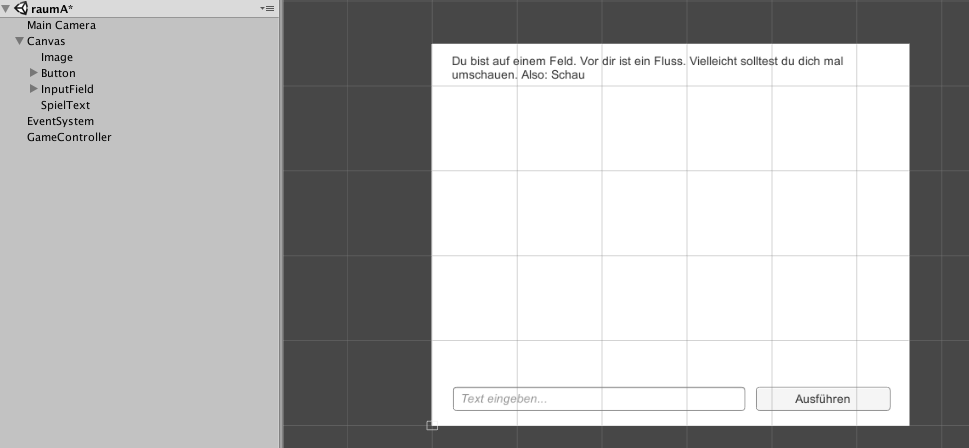 raumA*
Main Camera
Canvas
Image
Button
InputField
SpielText
EventSystem
GameController
Du bist auf einem Feld. Vor dir ist ein Fluss. Vielleicht solltest du dich mal
umschauen. Also: Schau
Text eingeben...
Ausführen